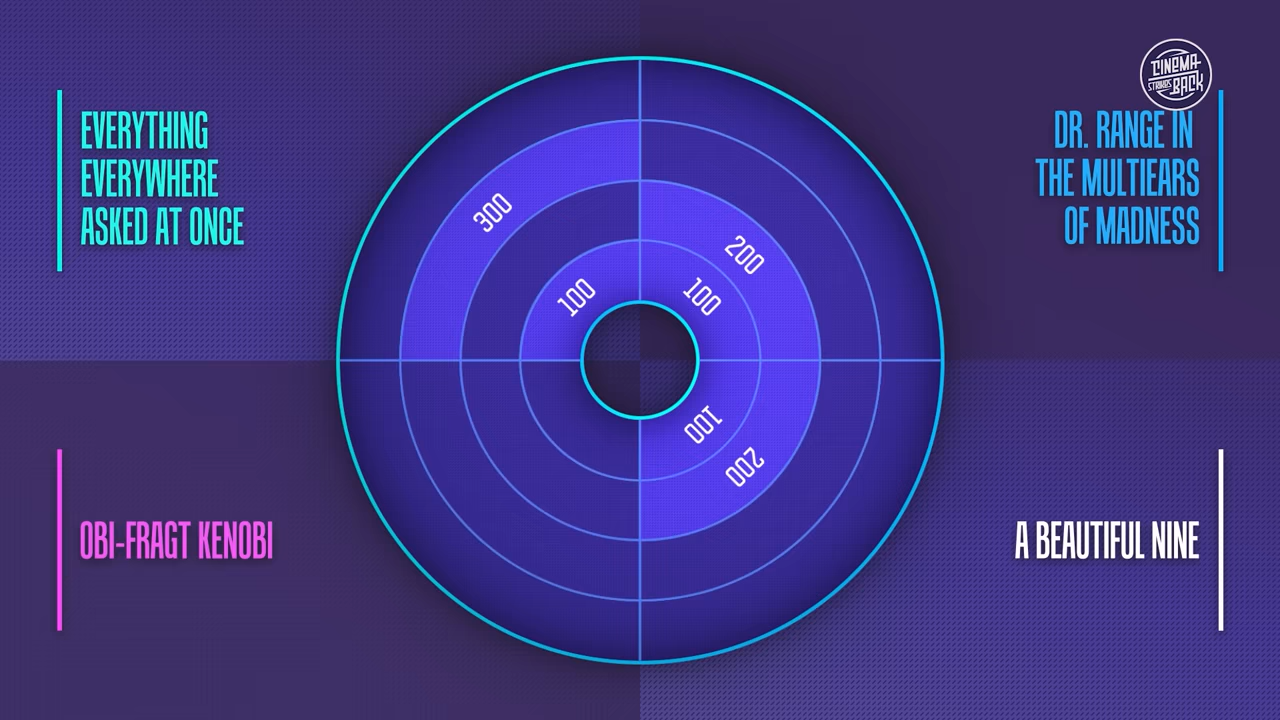 CINEMA
STRIKES
BACK
EVERYTHING
EVERYWHERE
ASKED AT ONCE
DR. RANGE IN
THE MULTIEARS
OF MADNESS
300
200
100
100
100
200
OBI-FRAGT KENOBI
A BEAUTIFUL NINE